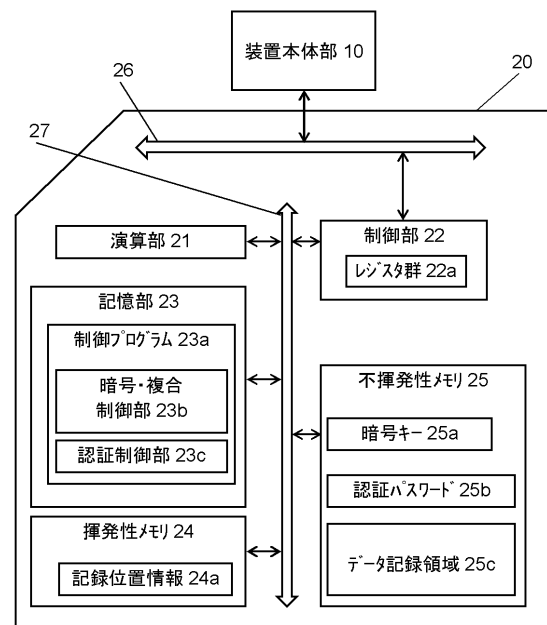 装置本体部 10
26
20
27
演算部 21
制御部 22
レジスタ群 22a
記憶部 23
制御プログラム 23a
暗号・複合
制御部 23b
認証制御部 23c
不揮発性メモリ 25
暗号キー 25a
認証パスワード 25b
データ記録領域 25c
揮発性メモリ 24
記録位置情報 24a